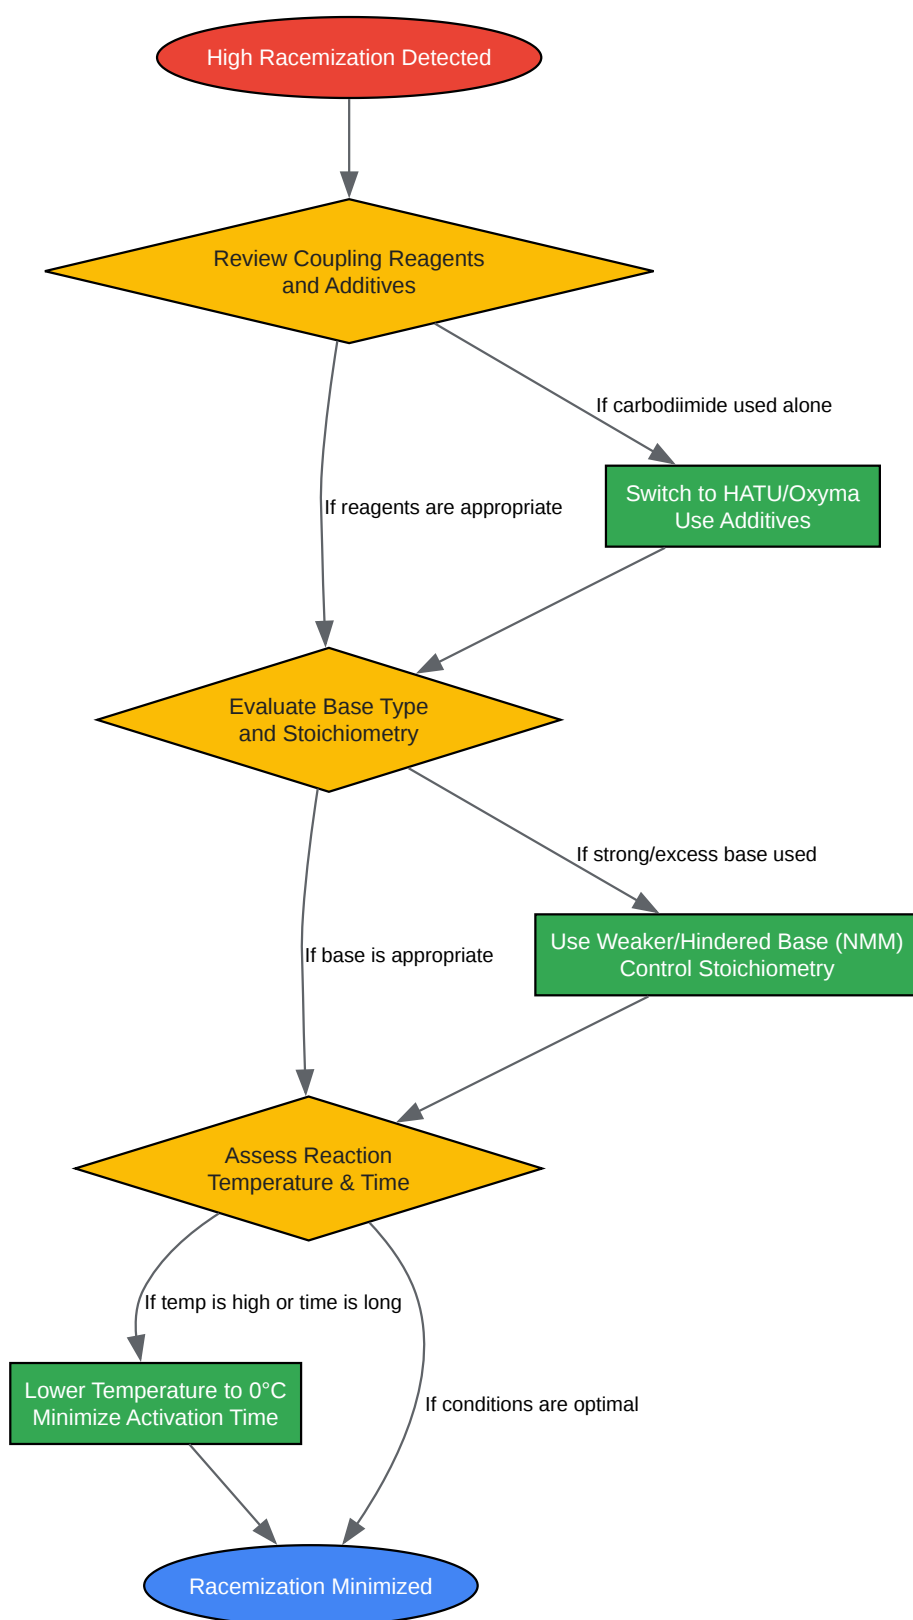 High Racemization Detected
Review Coupling Reagents
and Additives
If carbodiimide used alone
Switch to HATU/Oxyma
Use Additives
If reagents are appropriate
Evaluate Base Type
and Stoichiometry
If strong/excess base used
Use Weaker/Hindered Base (NMM)
Control Stoichiometry
If base is appropriate
Assess Reaction
Temperature & Time
If temp is high or time is long
Lower Temperature to 0°C
Minimize Activation Time
If conditions are optimal
Racemization Minimized